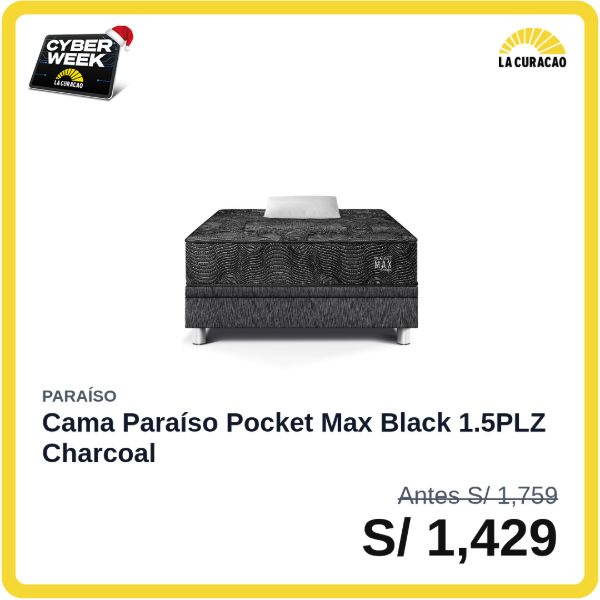 CYBER
WEEK
LA CURACAO
LA CURACAO
MAX
PARAÍSO
Cama Paraíso Pocket Max Black 1.5PLZ
Charcoal
Antes S/ 1,759
S/ 1,429